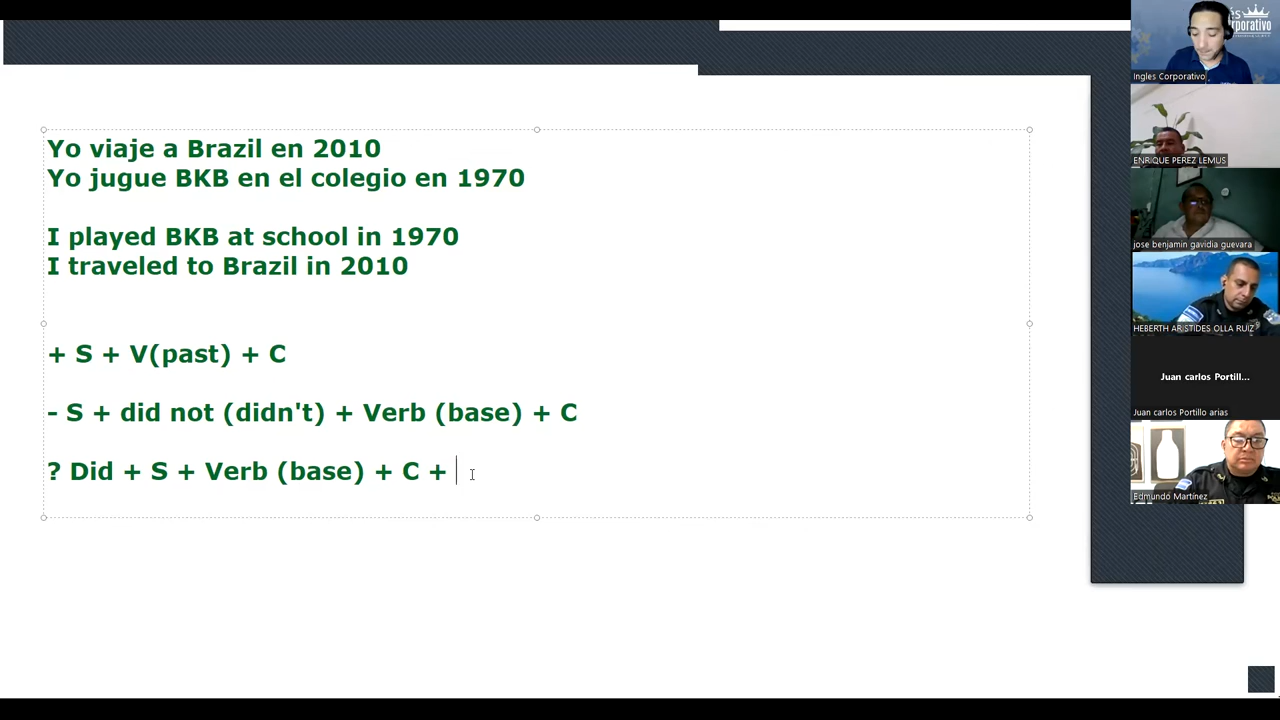 Yo viaje a Brazil en 2010
Yo jugue BKB en el colegio en 1970
I played BKB at school in 1970
I traveled to Brazil in 2010
+ S + V(past) + C
- S + did not (didn't) + Verb (base) + C
? Did + S + Verb (base) + C +
Ingles Corporativo
ENRIQUE PEREZ LEMUS
jose benjamin gavidia guevara
HEBERTH ARISTIDES OLLA RUIZ
Juan carlos Portill...
Juan carlos Portillo arias
Edmundo Martínez